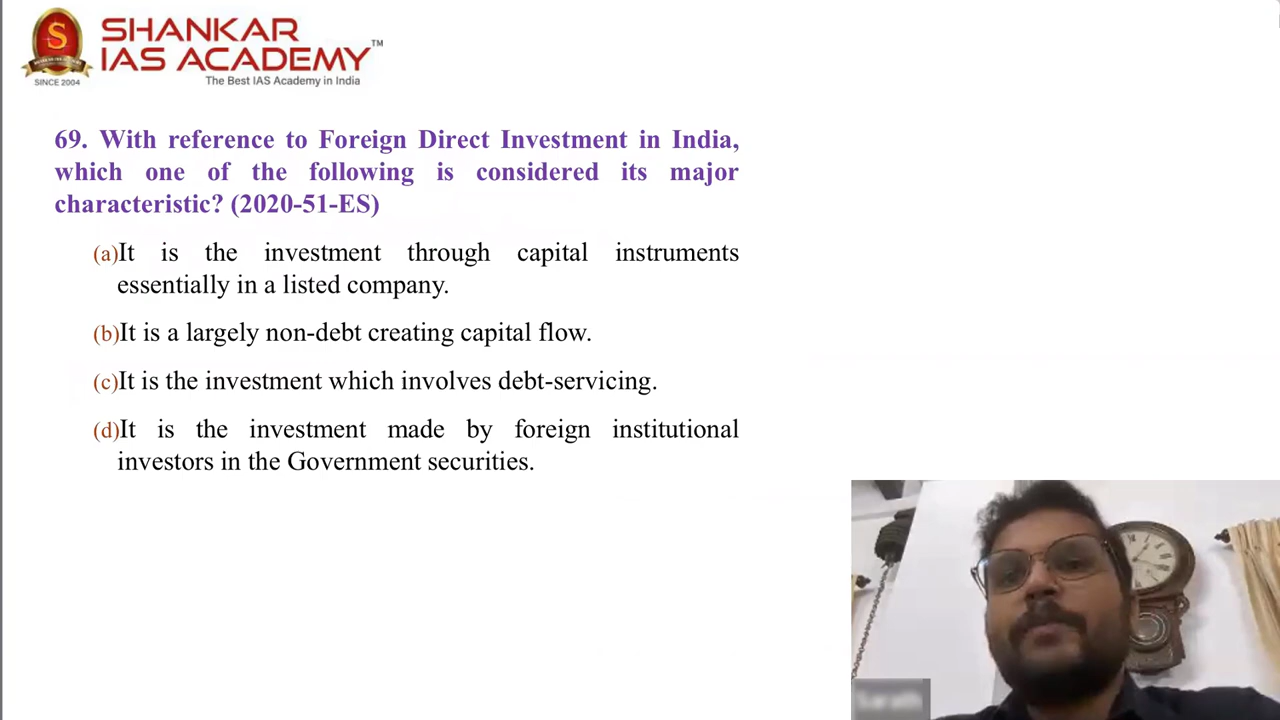 SHANKAR
IAS ACADEMY™
The Best IAS Academy in India
SINCE 2004
69. With reference to Foreign Direct Investment in India,
which one of the following is considered its major
characteristic? (2020-51-ES)
(a)It is the investment through capital instruments
essentially in a listed company.
(b)It is a largely non-debt creating capital flow.
(c)It is the investment which involves debt-servicing.
(d)It is the investment made by foreign institutional
investors in the Government securities.